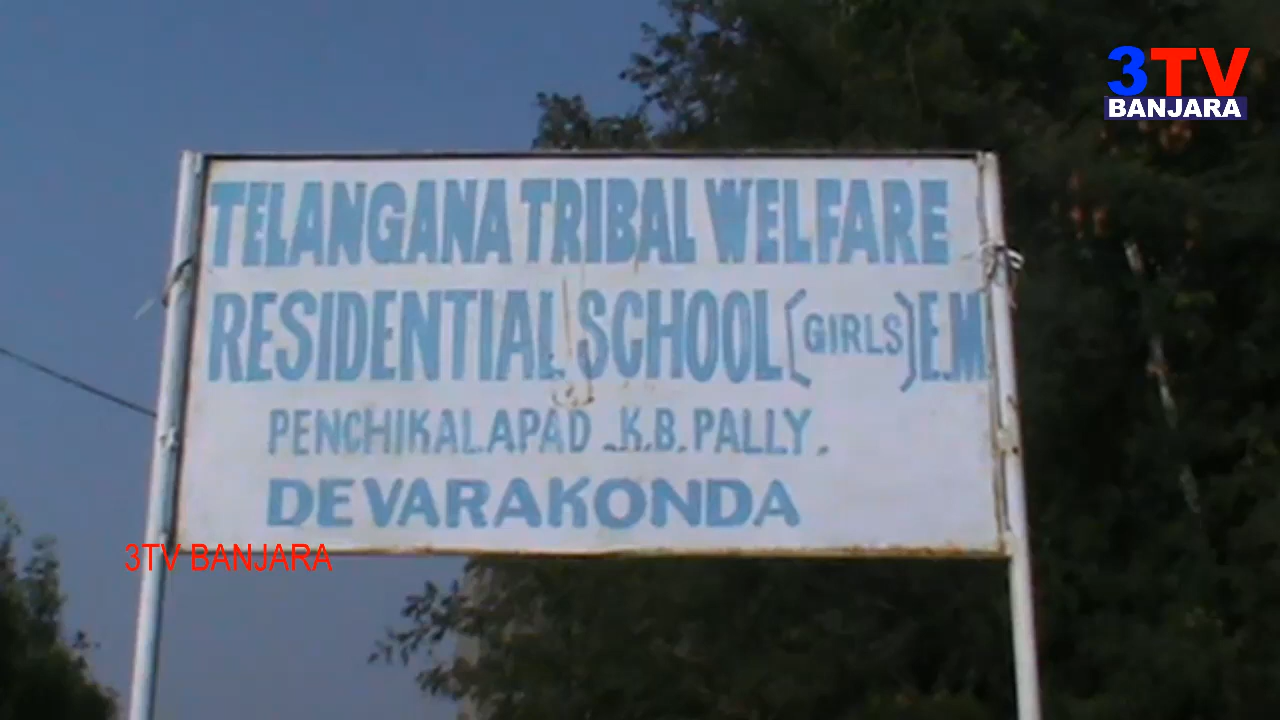 3TV
BANJARA
TELANGANA TRIBAL WELFARE
RESIDENTIAL SCHOOL (GIRLS) E.M
PENCHIKALAPAD - K.B. PALLY.
DEVARAKONDA
3TV BANJARA